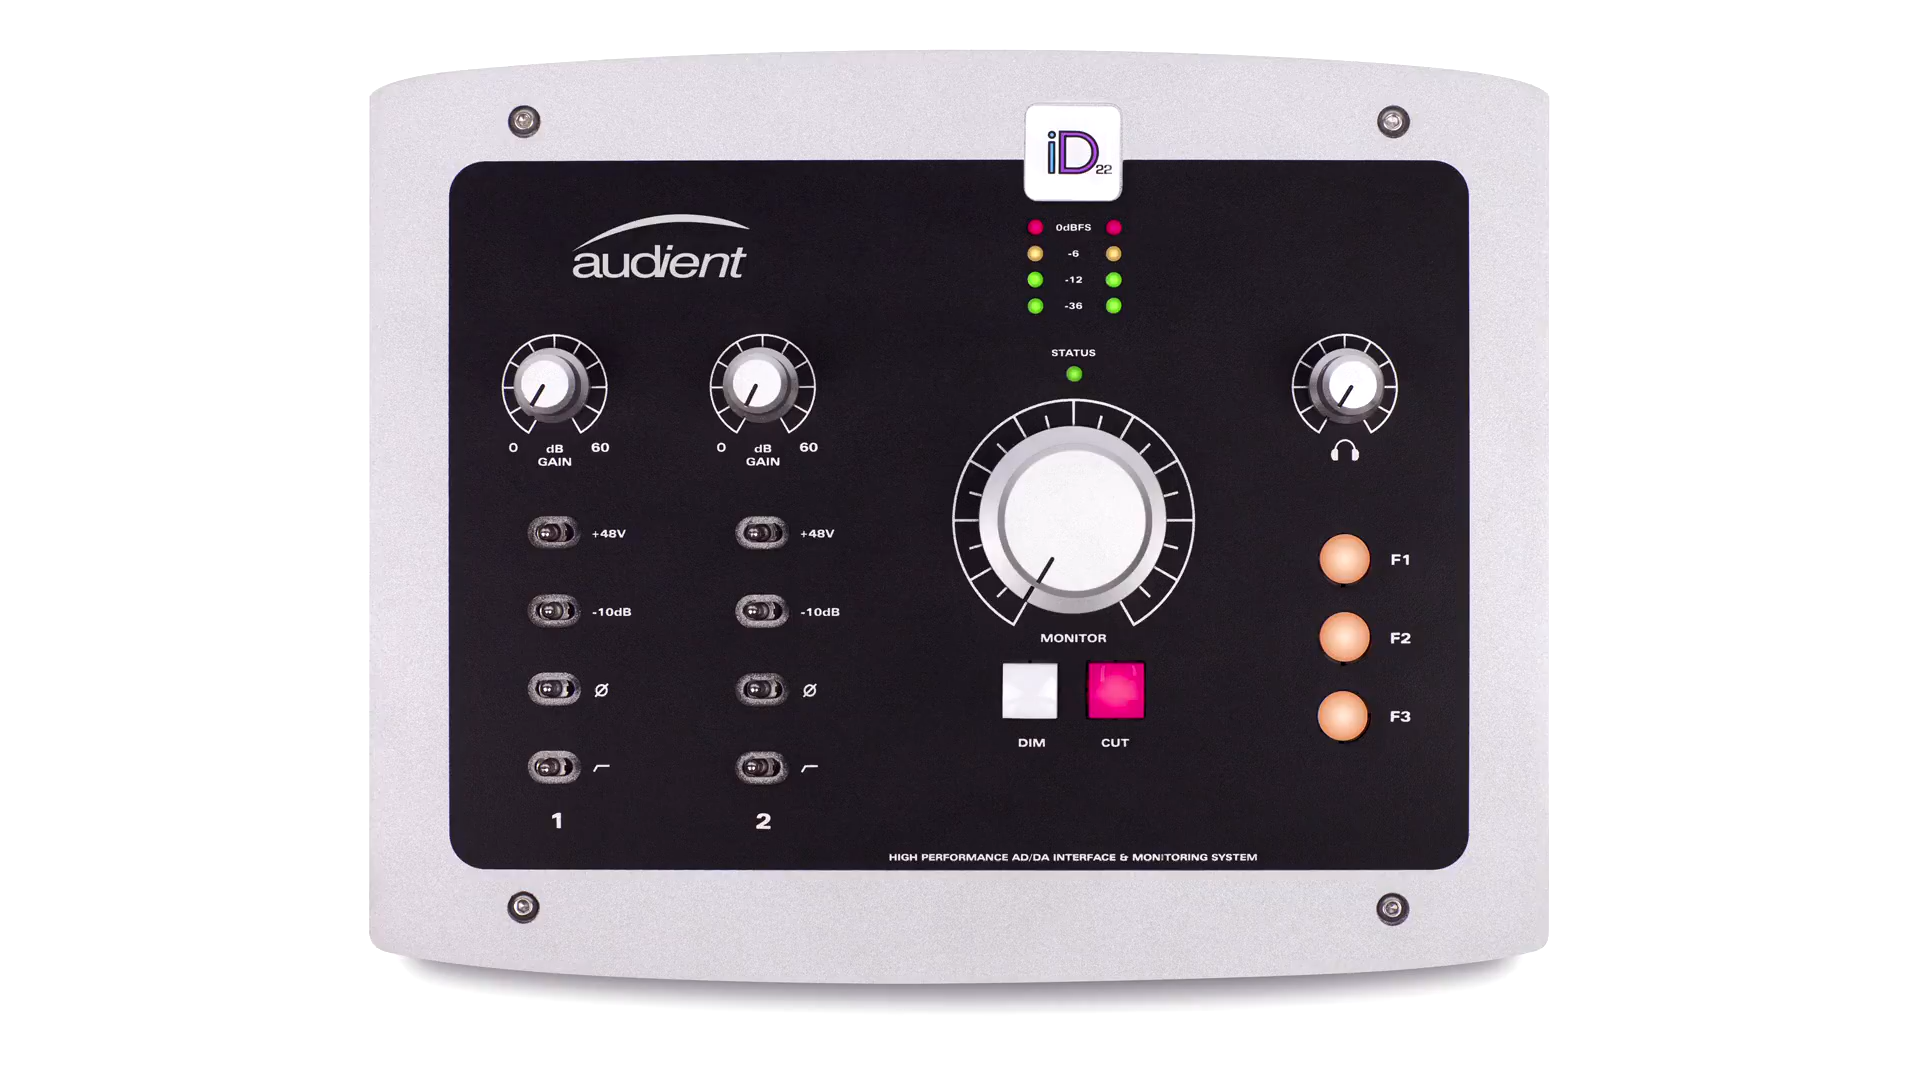 iD22
audient
0dBFS
-6
-12
-36
STATUS
0 dB 60
GAIN
0 dB 60
GAIN
+48V
+48V
-10dB
-10dB
Ø
Ø
1
2
MONITOR
DIM
CUT
F1
F2
F3
HIGH PERFORMANCE AD/DA INTERFACE & MONITORING SYSTEM